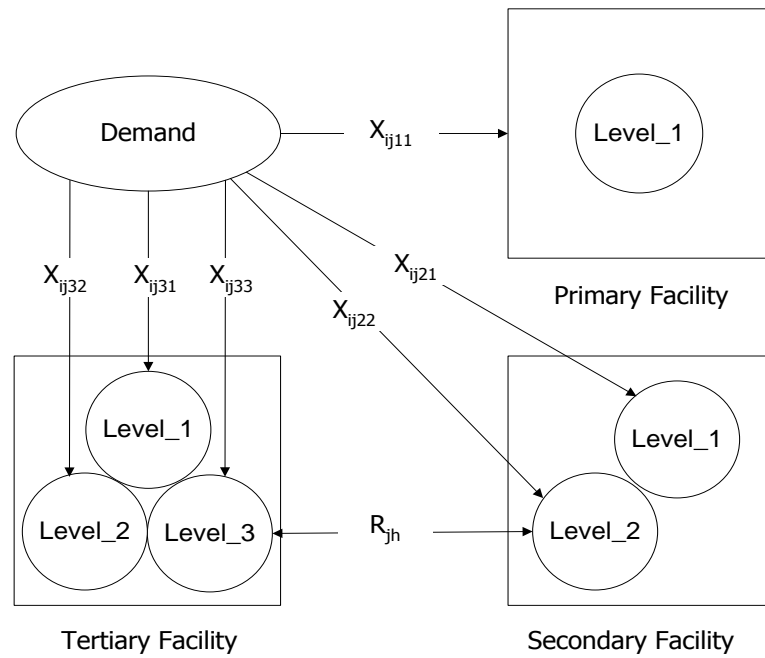 Demand
X_ij11
Level_1
Primary Facility
X_ij32
X_ij31
X_ij33
X_ij21
X_ij22
Level_1
Level_2
Level_3
Tertiary Facility
R_jh
Level_1
Level_2
Secondary Facility